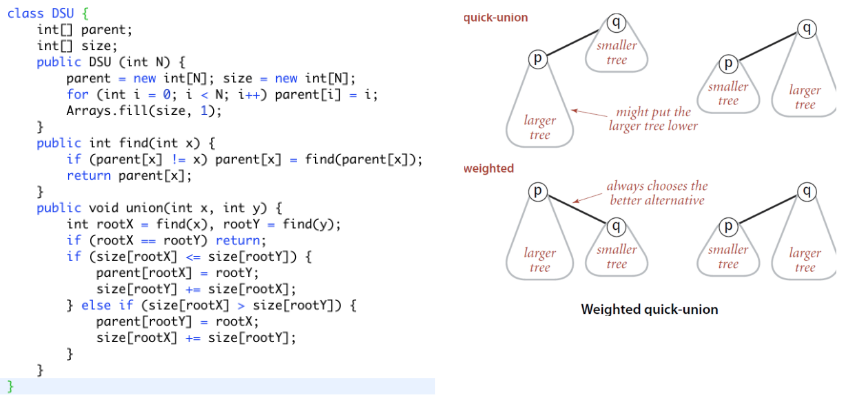 class DSU {
    int[] parent;
    int[] size;
    public DSU (int N) {
        parent = new int[N]; size = new int[N];
        for (int i = 0; i < N; i++) parent[i] = i;
        Arrays.fill(size, 1);
    }
    public int find(int x) {
        if (parent[x] != x) parent[x] = find(parent[x]);
        return parent[x];
    }
    public void union(int x, int y) {
        int rootX = find(x), rootY = find(y);
        if (rootX == rootY) return;
        if (size[rootX] <= size[rootY]) {
            parent[rootX] = rootY;
            size[rootY] += size[rootX];
        } else if (size[rootX] > size[rootY]) {
            parent[rootY] = rootX;
            size[rootX] += size[rootY];
        }
    }
}
quick-union
q
smaller
tree
p
larger
tree
might put the
larger tree lower
q
p
smaller
tree
larger
tree
weighted
p
always chooses the
better alternative
q
larger
tree
smaller
tree
q
p
smaller
tree
larger
tree
Weighted quick-union